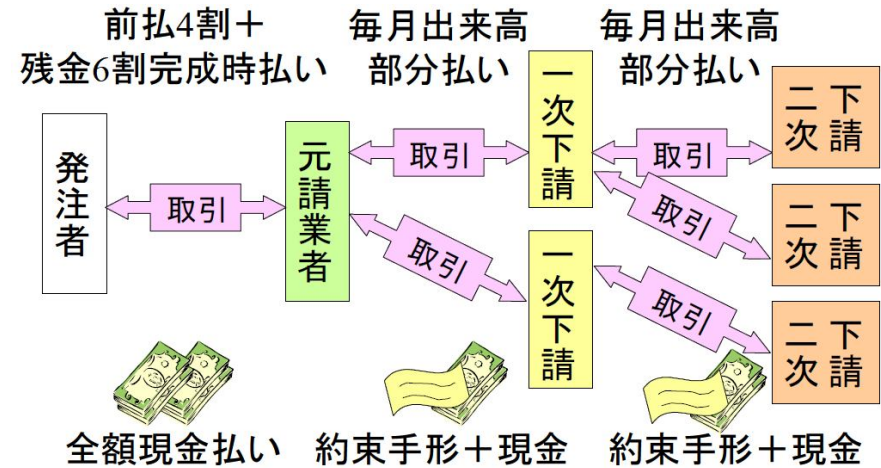 前払4割＋
残金6割完成時払い
毎月出来高
部分払い
毎月出来高
部分払い
発注者
取引
元請業者
取引
取引
一次下請
一次下請
取引
取引
取引
二次下請
二次下請
二次下請
全額現金払い
約束手形＋現金
約束手形＋現金